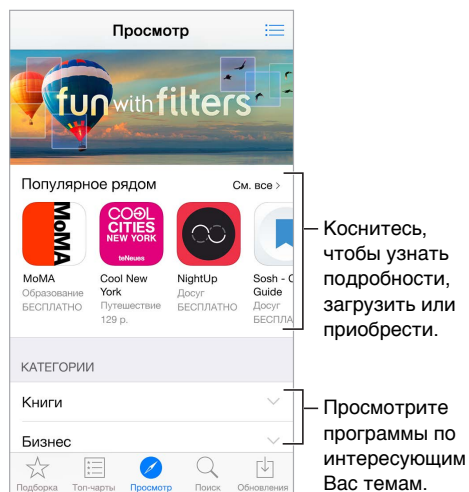 Просмотр
fun with filters
Популярное рядом
См. все >
MoMA
COOL
CITIES
NEW YORK
teNeues
MoMA
Образование
БЕСПЛАТНО
Cool New
York
Путешествие
129 р.
NightUp
Досуг
БЕСПЛАТНО
Sosh - C
Guide
Досуг
БЕСПЛА
Коснитесь,
чтобы узнать
подробности,
загрузить или
приобрести.
КАТЕГОРИИ
Книги
Бизнес
Просмотрите
программы по
интересующим
Вас темам.
Подборка
Топ-чарты
Просмотр
Поиск
Обновления